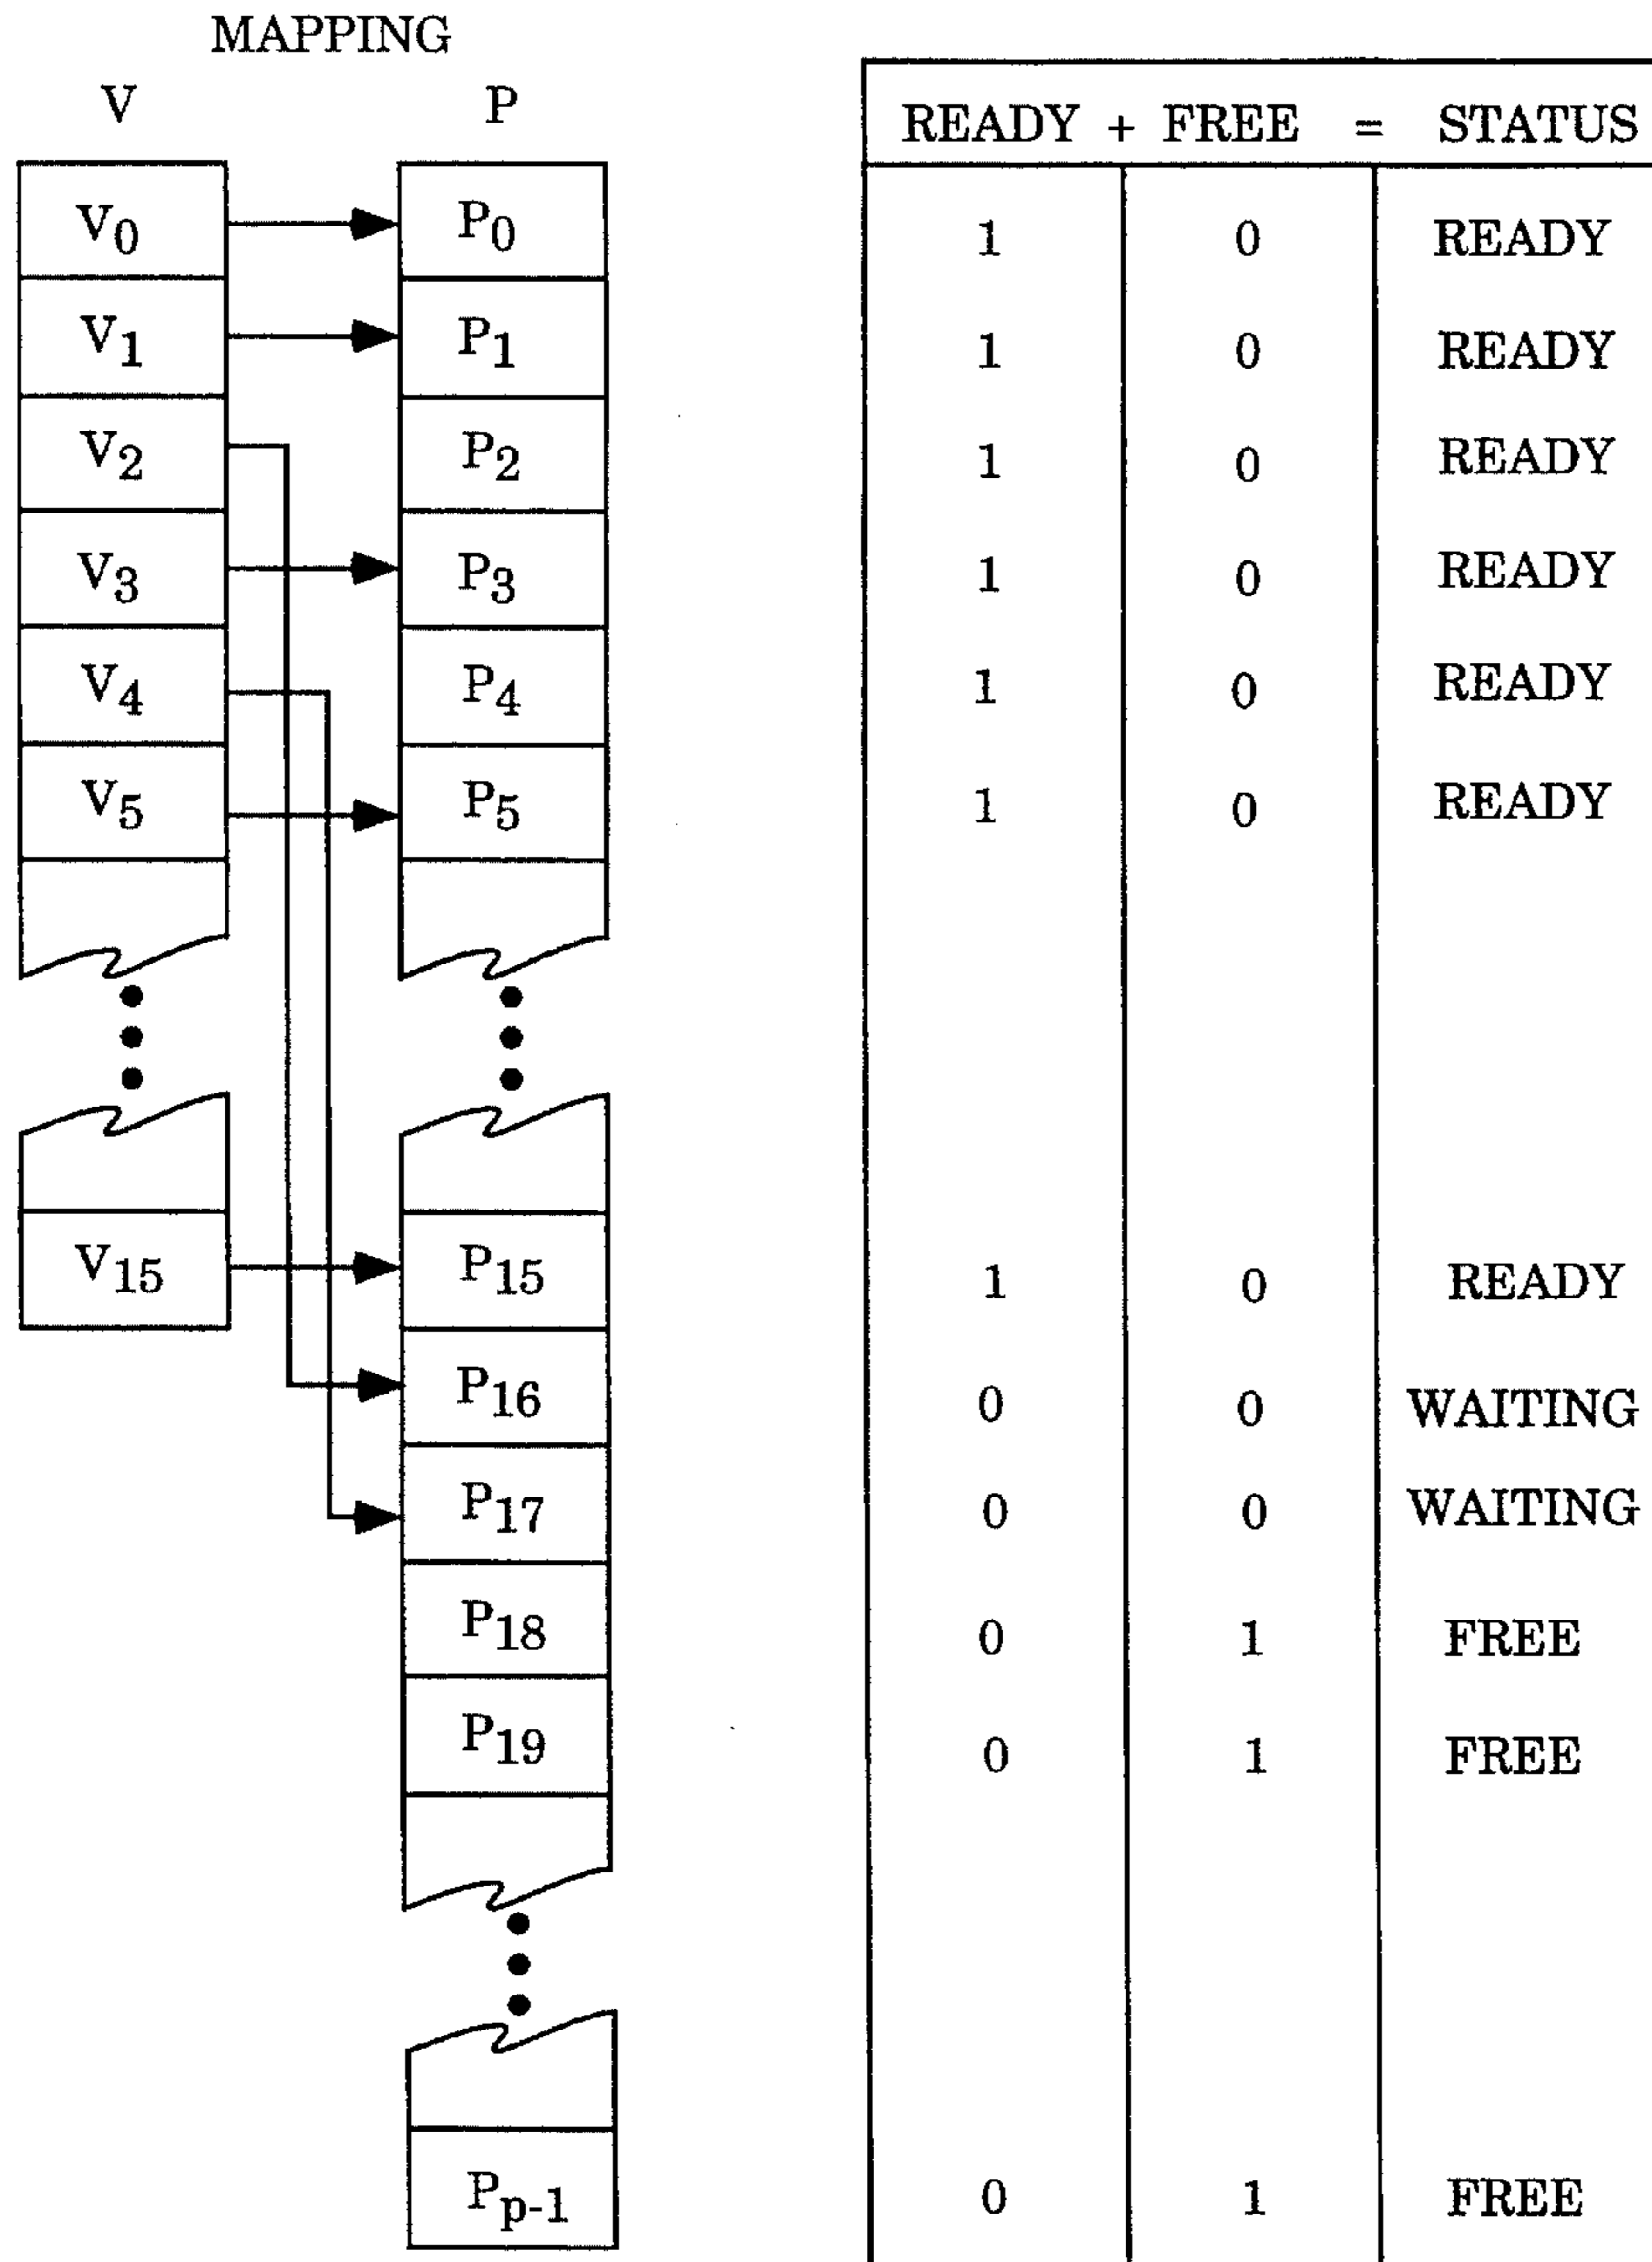 MAPPING
V P READY + FREE = STATUS
V0 P0 1 0 READY
V1 P1 1 0 READY
V2 P2 1 0 READY
V3 P3 1 0 READY
V4 P4 1 0 READY
V5 P5 1 0 READY
V15 P15 1 0 READY
P16 0 0 WAITING
P17 0 0 WAITING
P18 0 1 FREE
P19 0 1 FREE
Pp-1 0 1 FREE